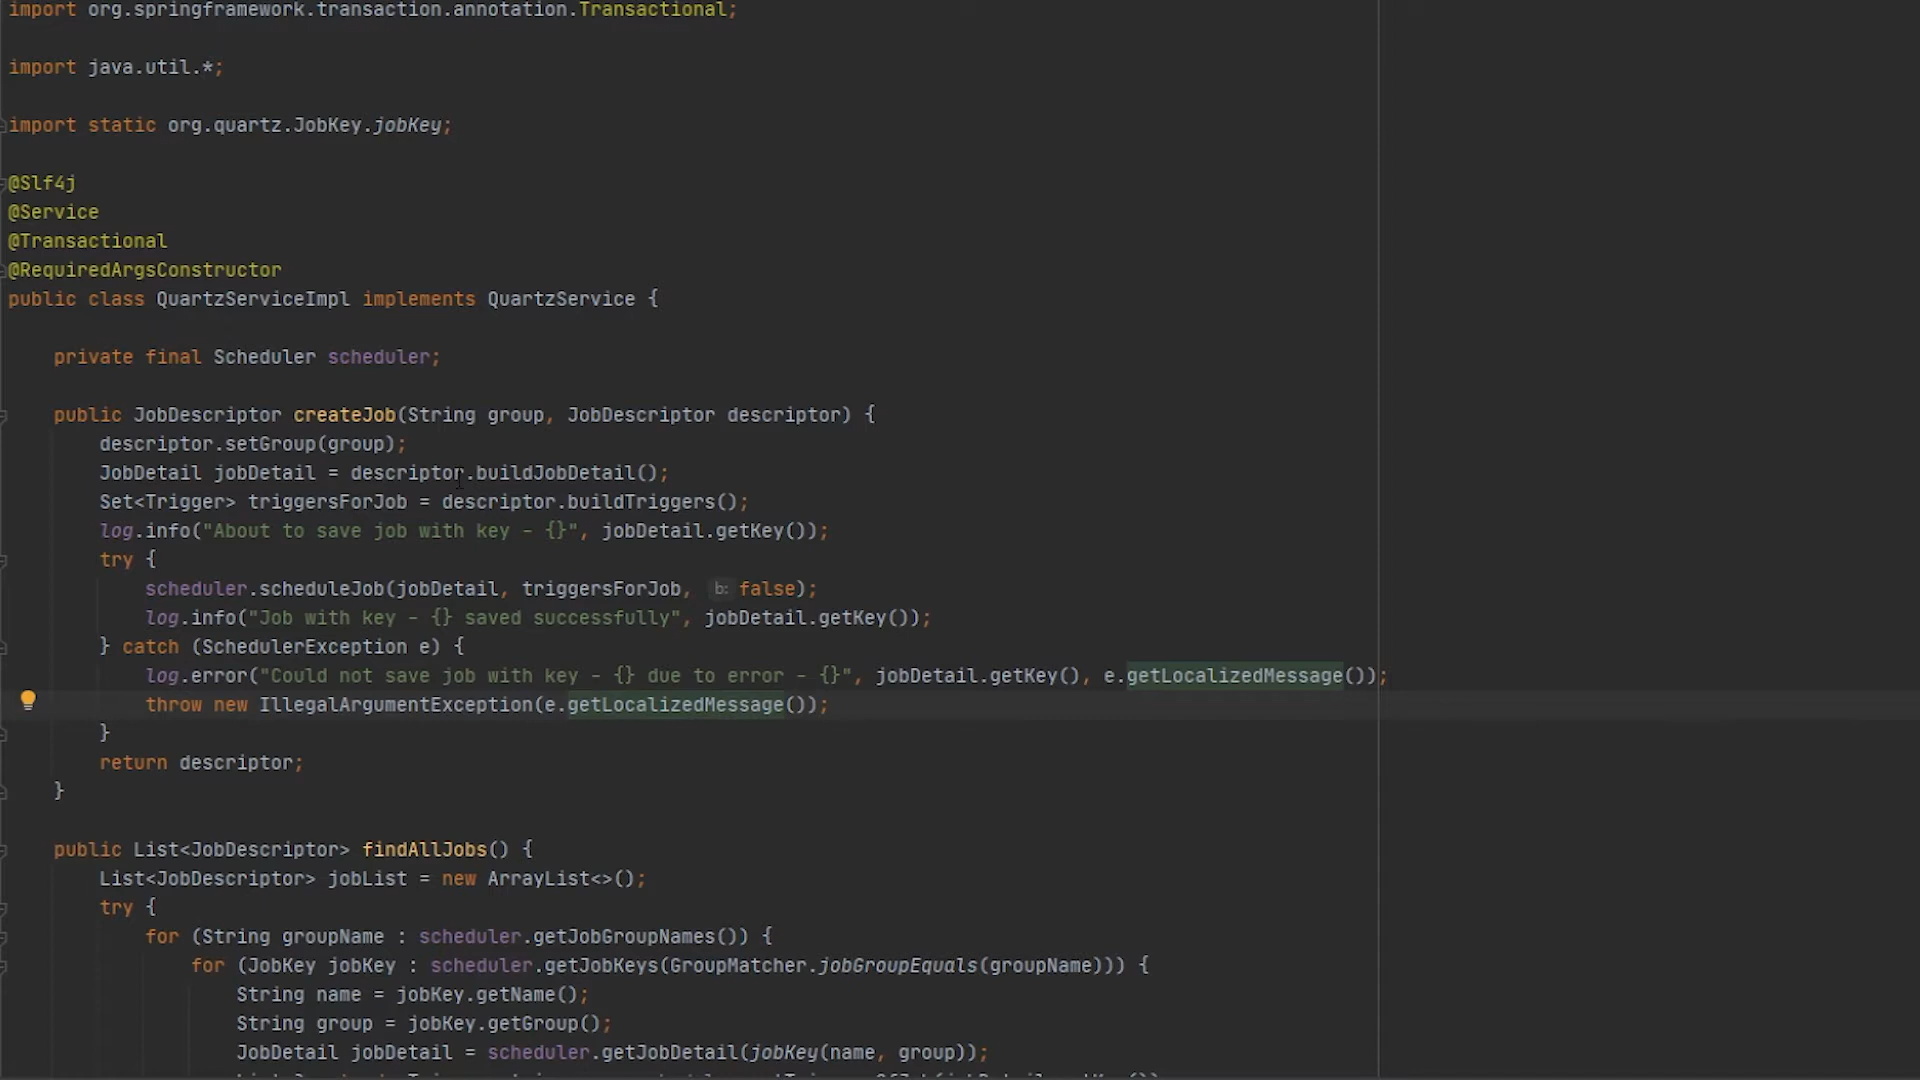 import org.springframework.transaction.annotation.Transactional;
import java.util.*;
import static org.quartz.JobKey.jobKey;
@Slf4j
@Service
@Transactional
@RequiredArgsConstructor
public class QuartzServiceImpl implements QuartzService {
private final Scheduler scheduler;
public JobDescriptor createJob(String group, JobDescriptor descriptor) {
descriptor.setGroup(group);
JobDetail jobDetail = descriptor.buildJobDetail();
Set<Trigger> triggersForJob = descriptor.buildTriggers();
log.info("About to save job with key - {}", jobDetail.getKey());
try {
scheduler.scheduleJob(jobDetail, triggersForJob, b: false);
log.info("Job with key - {} saved successfully", jobDetail.getKey());
} catch (SchedulerException e) {
log.error("Could not save job with key - {} due to error - {}", jobDetail.getKey(), e.getLocalizedMessage());
throw new IllegalArgumentException(e.getLocalizedMessage());
}
return descriptor;
}
public List<JobDescriptor> findAllJobs() {
List<JobDescriptor> jobList = new ArrayList<>();
try {
for (String groupName : scheduler.getJobGroupNames()) {
for (JobKey jobKey : scheduler.getJobKeys(GroupMatcher.jobGroupEquals(groupName))) {
String name = jobKey.getName();
String group = jobKey.getGroup();
JobDetail jobDetail = scheduler.getJobDetail(jobKey(name, group));